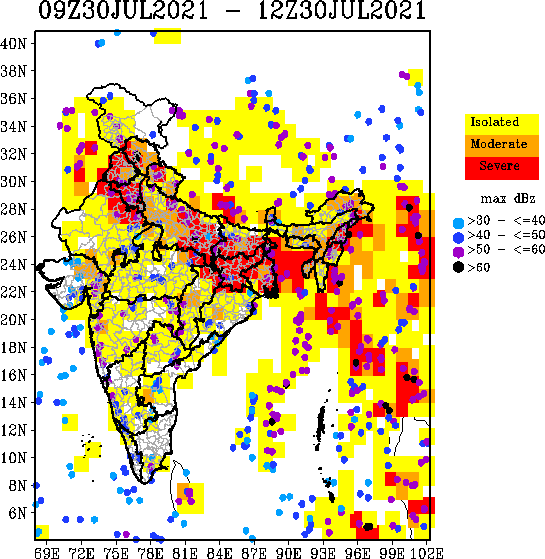 09Z30JUL2021 - 12Z30JUL2021
40N
38N
36N
34N
32N
30N
28N
26N
24N
22N
20N
18N
16N
14N
12N
10N
8N
6N
69E 72E 75E 78E 81E 84E 87E 90E 93E 96E 99E 102E
Isolated
Moderate
Severe
max dBz
>30 - <=40
>40 - <=50
>50 - <=60
>60